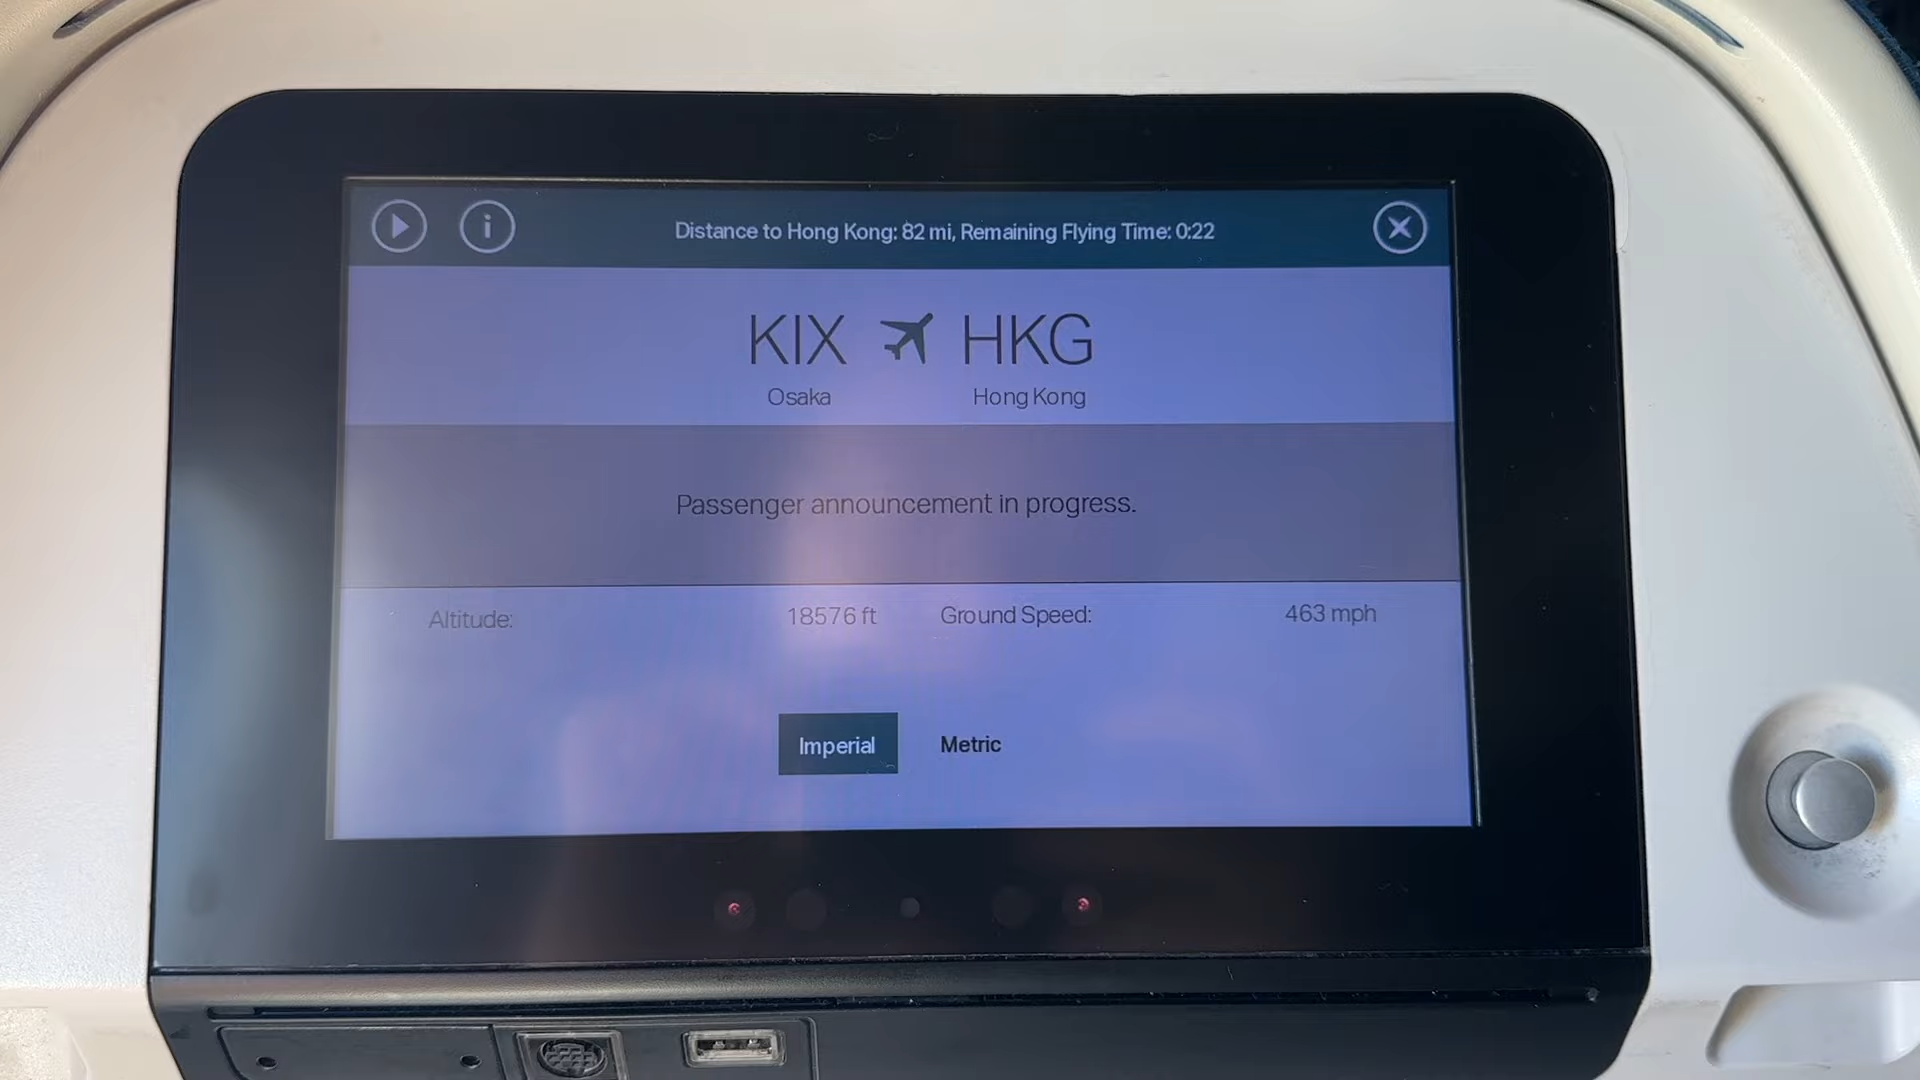 Distance to Hong Kong: 82 mi, Remaining Flying Time: 0:22
KIX HKG
Osaka Hong Kong
Passenger announcement in progress.
Altitude: 18576 ft Ground Speed: 463 mph
Imperial Metric